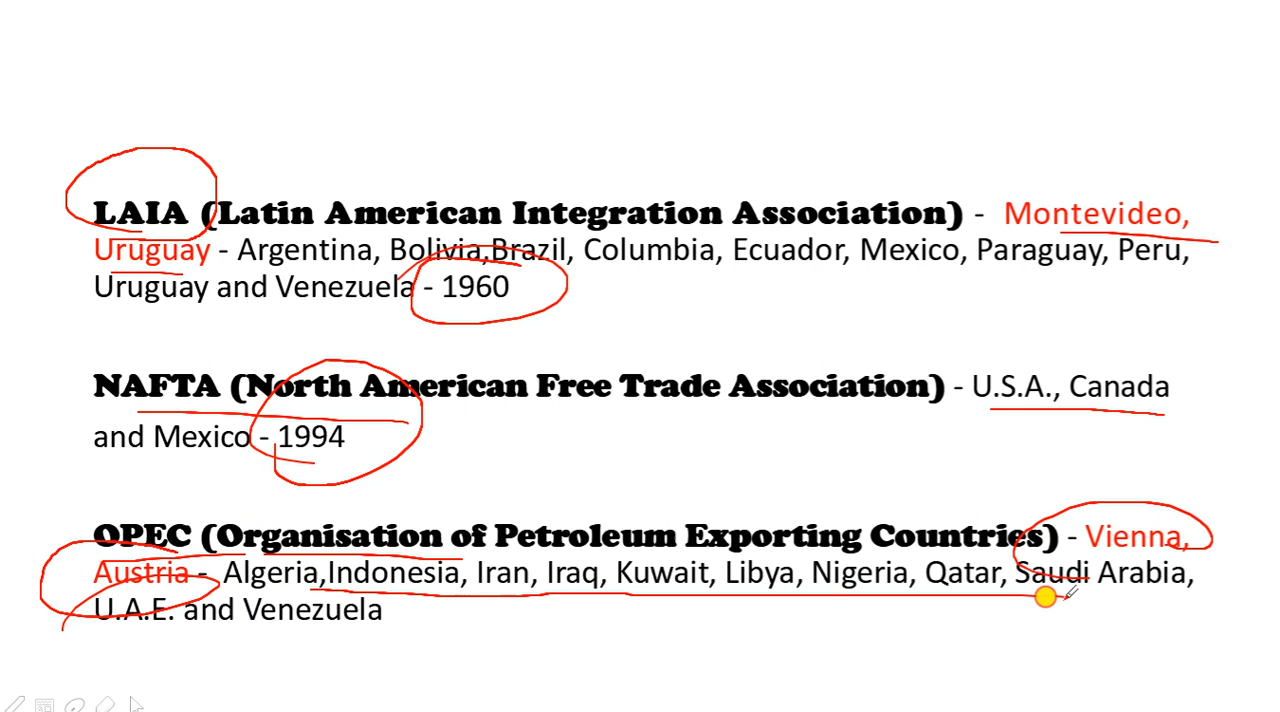 LAIA (Latin American Integration Association) - Montevideo,
Uruguay - Argentina, Bolivia,Brazil, Columbia, Ecuador, Mexico, Paraguay, Peru,
Uruguay and Venezuela - 1960
NAFTA (North American Free Trade Association) - U.S.A., Canada
and Mexico - 1994
OPEC (Organisation of Petroleum Exporting Countries) - Vienna,
Austria - Algeria,Indonesia, Iran, Iraq, Kuwait, Libya, Nigeria, Qatar, Saudi Arabia,
U.A.E. and Venezuela